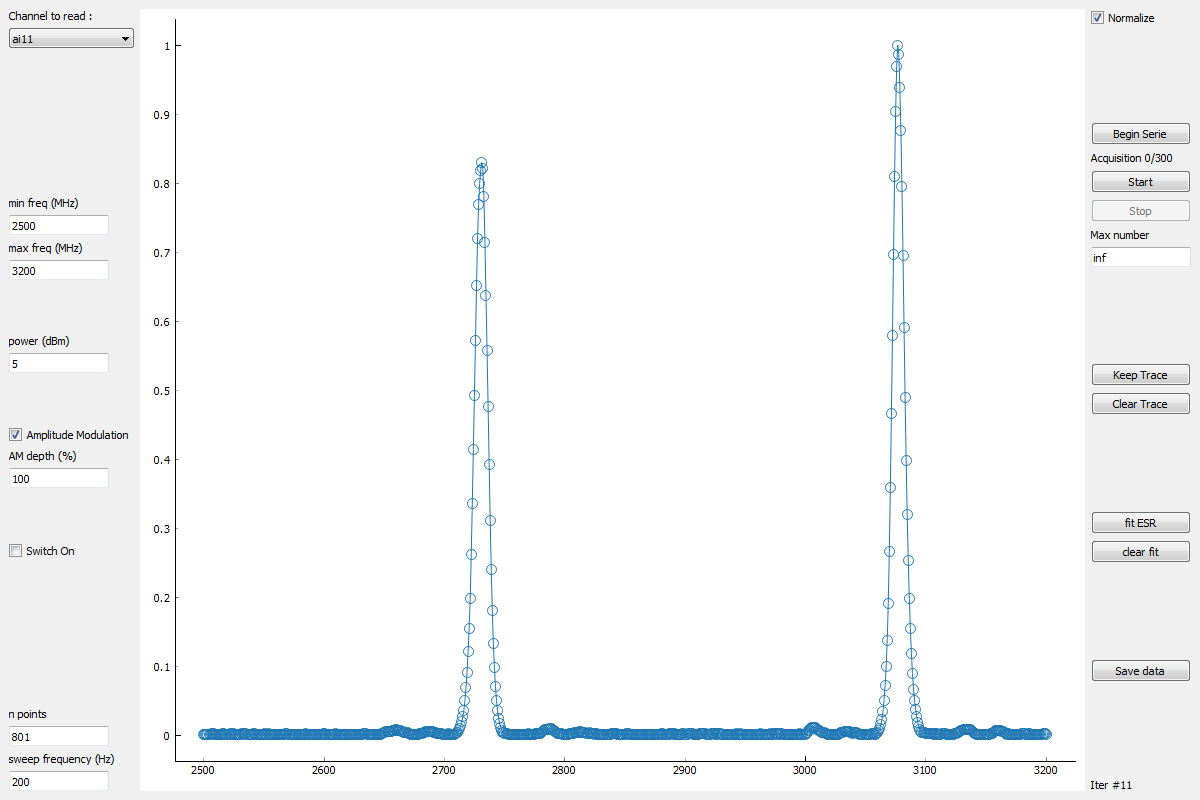 Channel to read :
ai11
min freq (MHz)
2500
max freq (MHz)
3200
power (dBm)
5
Amplitude Modulation
AM depth (%)
100
Switch On
n points
801
sweep frequency (Hz)
200
1
0.9
0.8
0.7
0.6
0.5
0.4
0.3
0.2
0.1
0
2500 2600 2700 2800 2900 3000 3100 3200
Normalize
Begin Serie
Acquisition 0/300
Start
Stop
Max number
inf
Keep Trace
Clear Trace
fit ESR
clear fit
Save data
Iter #11